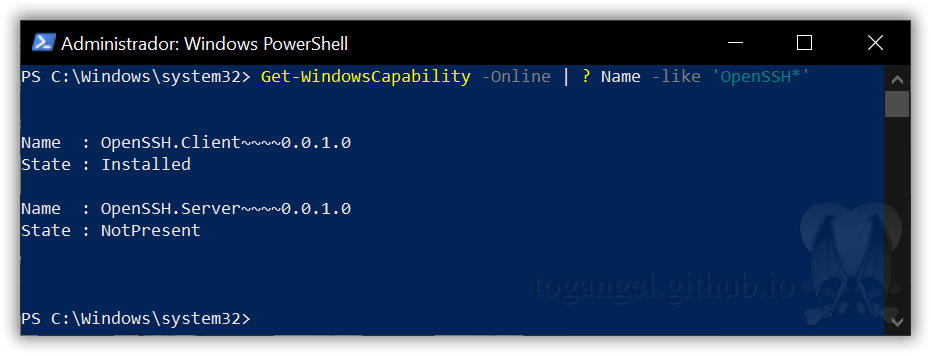 Administrador: Windows PowerShell
PS C:\Windows\system32> Get-WindowsCapability -Online | ? Name -like 'OpenSSH*'
Name  : OpenSSH.Client~~~~0.0.1.0
State : Installed
Name  : OpenSSH.Server~~~~0.0.1.0
State : NotPresent
togangel.github.io
PS C:\Windows\system32>